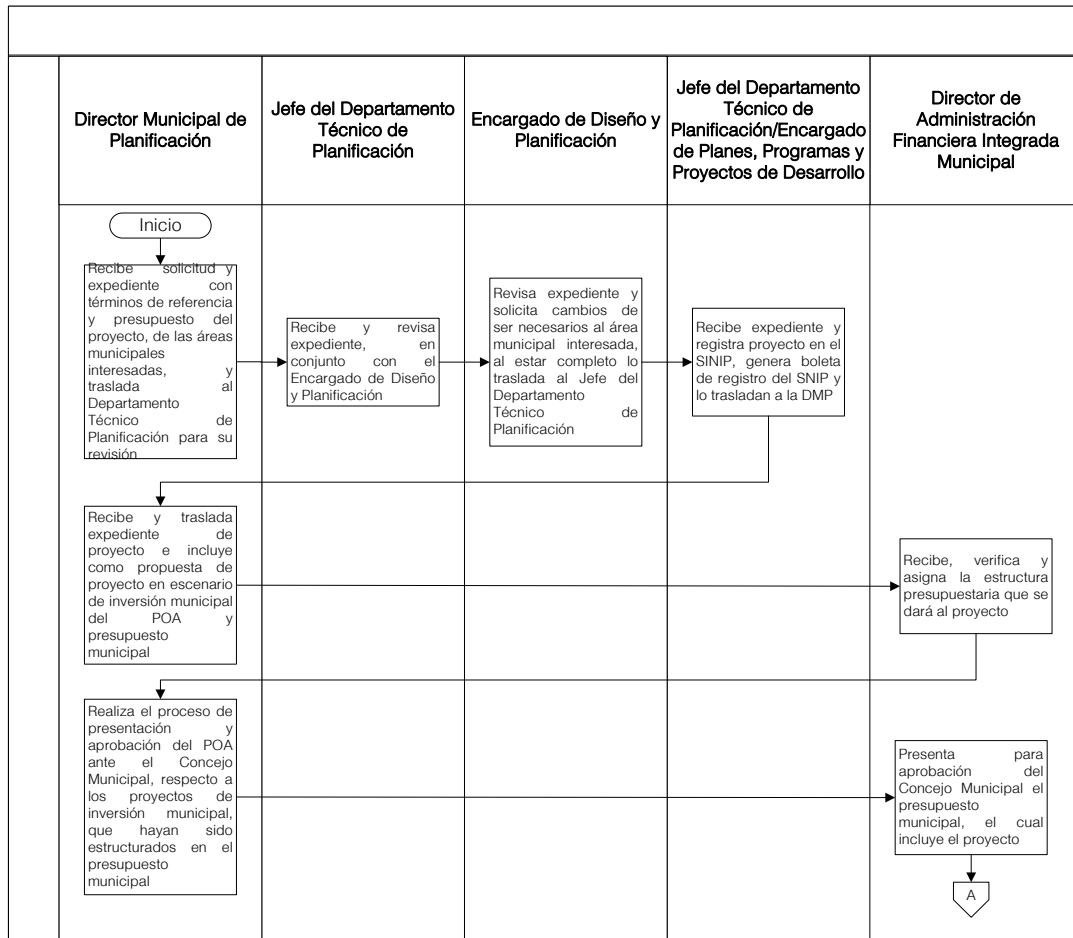 Director Municipal de
Planificación
Jefe del Departamento
Técnico de
Planificación
Encargado de Diseño y
Planificación
Jefe del Departamento
Técnico de
Planificación/Encargado
de Planes, Programas y
Proyectos de Desarrollo
Director de
Administración
Financiera Integrada
Municipal
Inicio
Recibe solicitud y
expediente con
términos de referencia
y presupuesto del
proyecto, de las áreas
municipales
interesadas, y
traslada al
Departamento
Técnico de
Planificación para su
revisión
Recibe y revisa
expediente, en
conjunto con el
Encargado de Diseño
y Planificación
Revisa expediente y
solicita cambios de
ser necesarios al área
municipal interesada,
al estar completo lo
traslada al Jefe del
Departamento
Técnico de
Planificación
Recibe expediente y
registra proyecto en el
SINIP, genera boleta
de registro del SNIP y
lo trasladan a la DMP
Recibe y traslada
expediente de
proyecto e incluye
como propuesta de
proyecto en escenario
de inversión municipal
del POA y
presupuesto
municipal
Recibe, verifica y
asigna la estructura
presupuestaria que se
dará al proyecto
Realiza el proceso de
presentación y
aprobación del POA
ante el Concejo
Municipal, respecto a
los proyectos de
inversión municipal,
que hayan sido
estructurados en el
presupuesto
municipal
Presenta para
aprobación del
Concejo Municipal el
presupuesto
municipal, el cual
incluye el proyecto
A